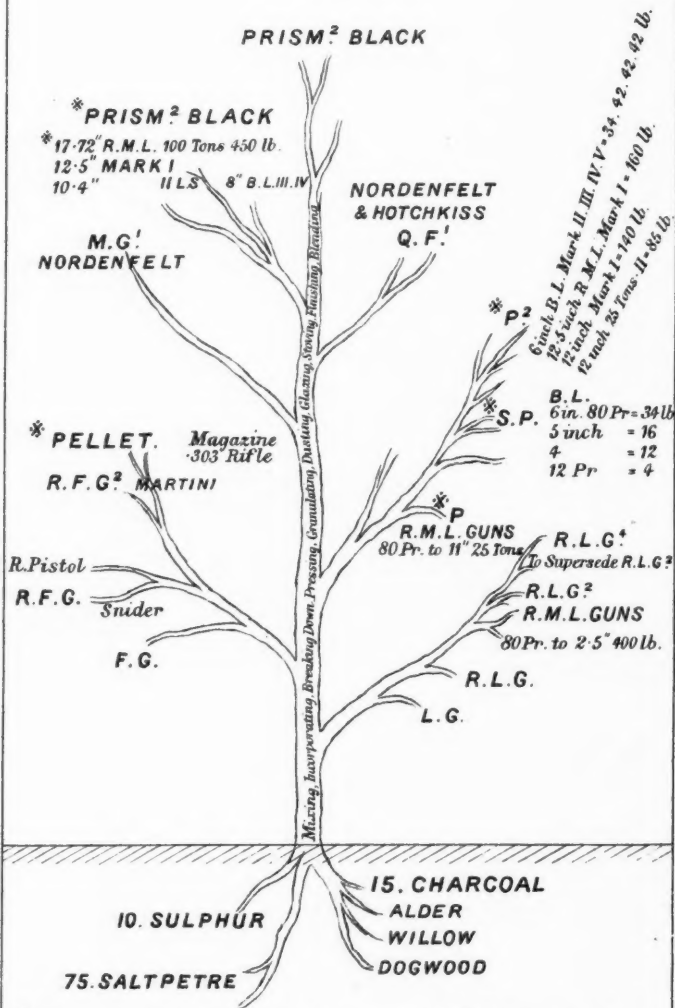 PRISM.² BLACK
*PRISM.² BLACK
*17·72" R.M.L. 100 Tons 450 lb.
12·5" MARK I
10·4" II LS 8" B.L.III.IV
NORDENFELT
& HOTCHKISS
Q.F.¹
M.G.¹
NORDENFELT
6 inch B.L. Mark II. III. IV. V = 34. 42. 42. 42 lb.
12·5 inch R.M.L. Mark I = 160 lb.
12 inch Mark I = 140 lb.
12 inch 25 Tons·II = 85 lb.
*P²
*S.P.
B.L.
6 in. 80 Pr = 34 lb
5 inch = 16
4 = 12
12 Pr = 4
*PELLET.
Magazine
·303" Rifle
R.F.G² MARTINI
*P
R.M.L. GUNS
80 Pr. to 11" 25 Tons
R.L.G.⁴
To Supersede R.L.G.²
R.Pistol
R.F.G.
Snider
R.L.G.²
R.M.L.GUNS
80 Pr. to 2·5" 400 lb.
F.G.
R.L.G.
L.G.
Mixing, Incorporating, Breaking Down, Pressing, Granulating, Dusting, Glazing, Stoving, Finishing, Blending
15. CHARCOAL
10. SULPHUR
ALDER
WILLOW
DOGWOOD
75. SALTPETRE